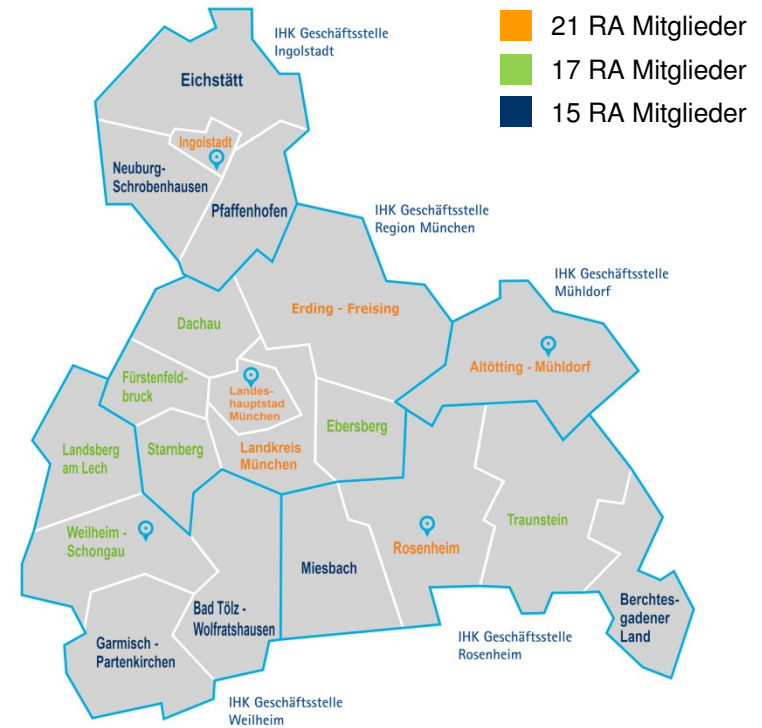 21 RA Mitglieder
17 RA Mitglieder
15 RA Mitglieder
IHK Geschäftsstelle
Ingolstadt
Eichstätt
Ingolstadt
Neuburg-
Schrobenhausen
Pfaffenhofen
IHK Geschäftsstelle
Region München
IHK Geschäftsstelle
Mühldorf
Erding - Freising
Dachau
Altötting - Mühldorf
Fürstenfeld-
bruck
Landes-
hauptstad
München
Ebersberg
Landsberg
am Lech
Starnberg
Landkreis
München
Weilheim -
Schongau
Rosenheim
Traunstein
Miesbach
Bad Tölz -
Wolfratshausen
Berchtes-
gadener
Land
Garmisch -
Partenkirchen
IHK Geschäftsstelle
Rosenheim
IHK Geschäftsstelle
Weilheim